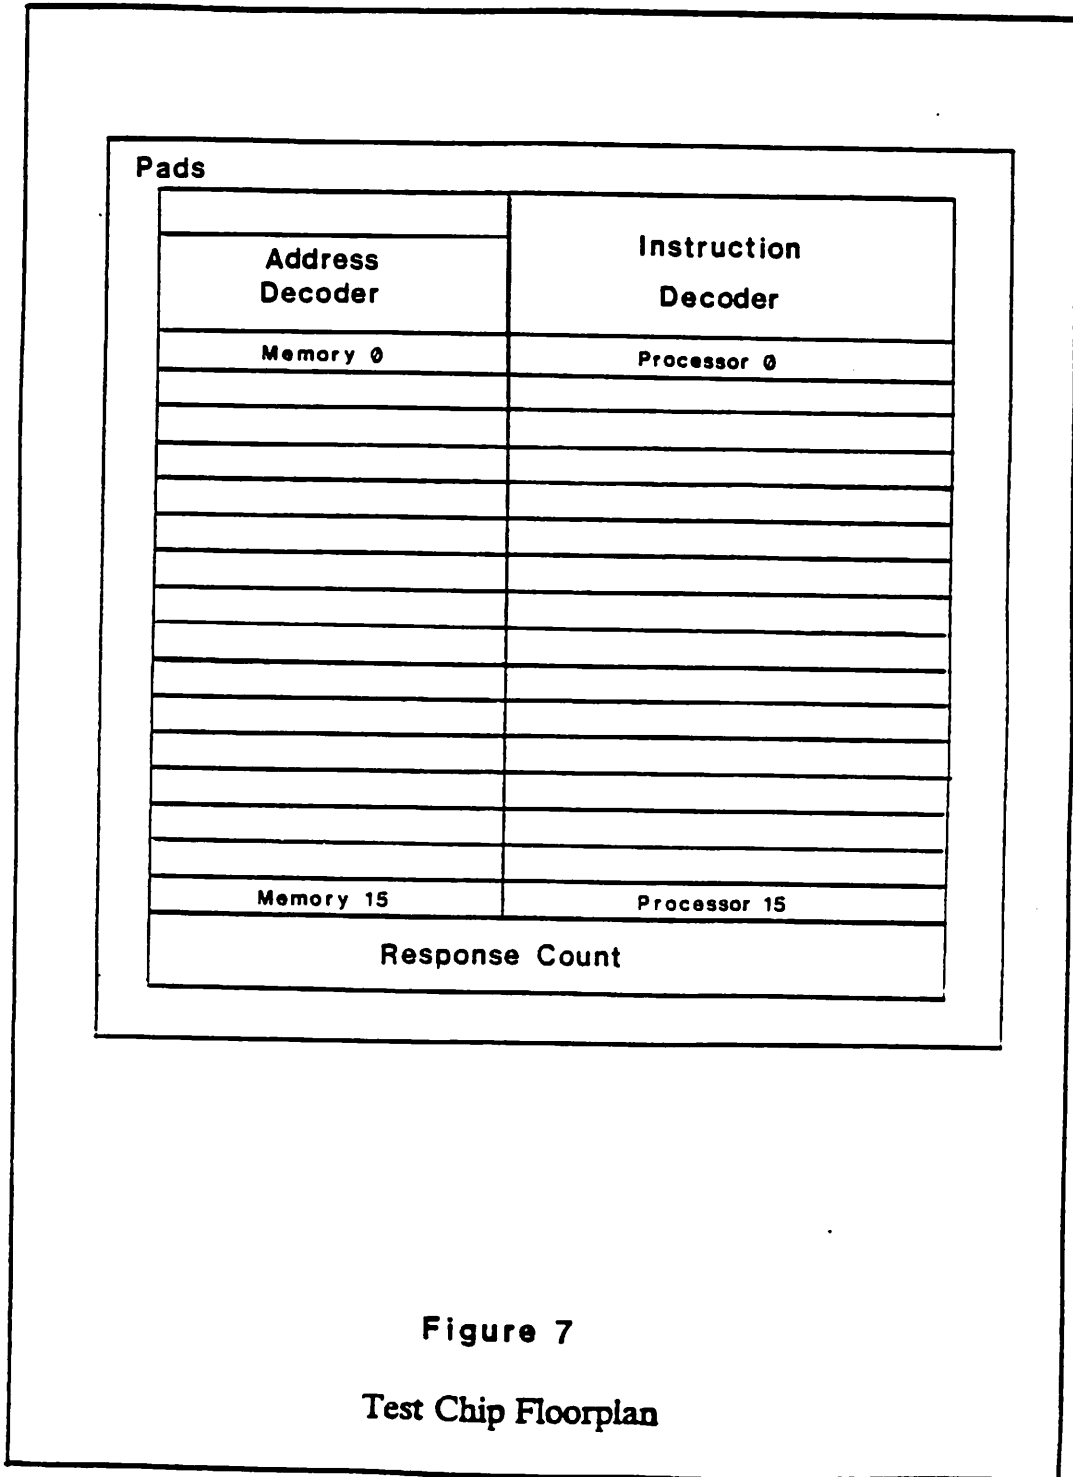 Pads
Address
Decoder
Instruction
Decoder
Memory 0
Processor 0
Memory 15
Processor 15
Response Count
Figure 7
Test Chip Floorplan